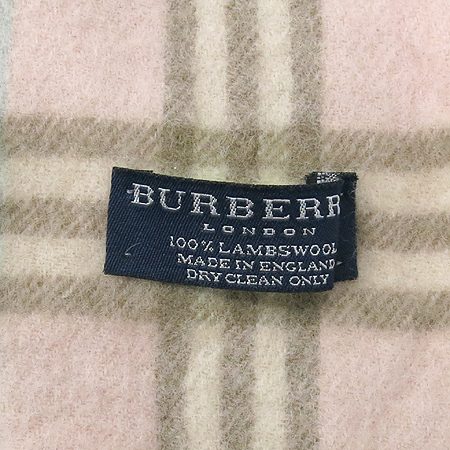 BURBERR
LONDON
100% LAMBSWOOL
MADE IN ENGLAND
DRY CLEAN ONLY